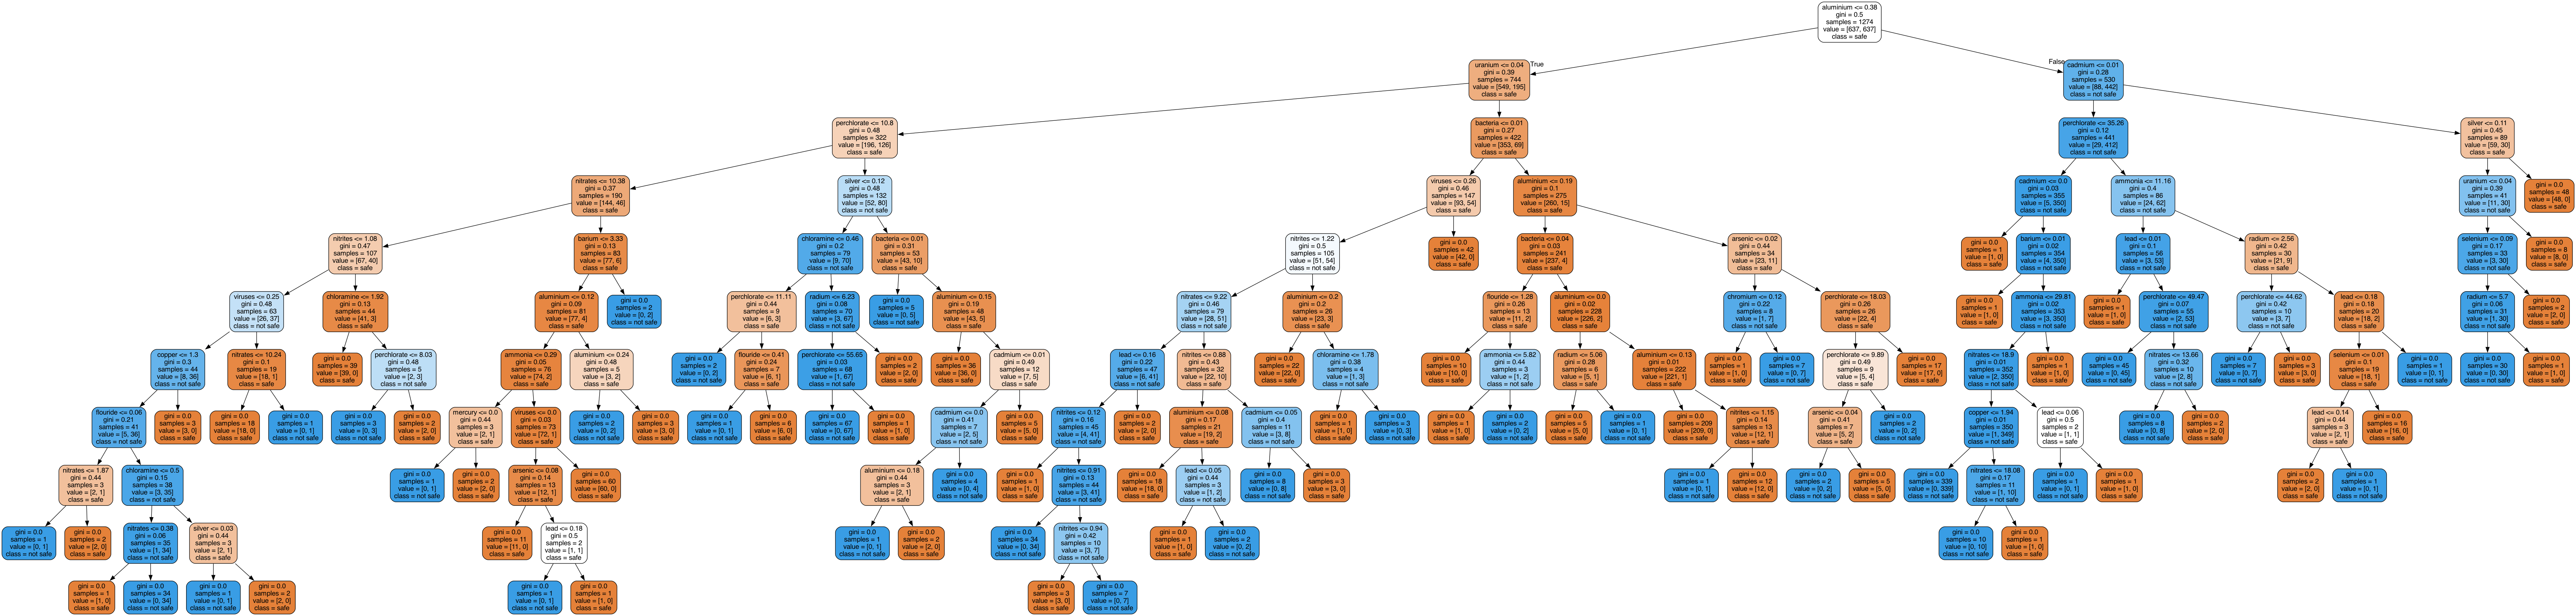 aluminium <= 0.38
gini = 0.5
samples = 1274
value = [637, 637]
class = safe
True
False
uranium <= 0.04
gini = 0.39
samples = 744
value = [549, 195]
class = safe
cadmium <= 0.01
gini = 0.28
samples = 530
value = [88, 442]
class = not safe
perchlorate <= 10.8
gini = 0.48
samples = 322
value = [196, 126]
class = safe
bacteria <= 0.01
gini = 0.27
samples = 422
value = [353, 69]
class = safe
perchlorate <= 35.26
gini = 0.12
samples = 441
value = [29, 412]
class = not safe
silver <= 0.11
gini = 0.45
samples = 89
value = [59, 30]
class = safe
nitrates <= 10.38
gini = 0.37
samples = 190
value = [144, 46]
class = safe
silver <= 0.12
gini = 0.48
samples = 132
value = [52, 80]
class = not safe
viruses <= 0.26
gini = 0.46
samples = 147
value = [93, 54]
class = safe
aluminium <= 0.19
gini = 0.1
samples = 275
value = [260, 15]
class = safe
cadmium <= 0.0
gini = 0.03
samples = 355
value = [5, 350]
class = not safe
ammonia <= 11.16
gini = 0.4
samples = 86
value = [24, 62]
class = not safe
uranium <= 0.04
gini = 0.39
samples = 41
value = [11, 30]
class = not safe
gini = 0.0
samples = 48
value = [48, 0]
class = safe
nitrites <= 1.08
gini = 0.47
samples = 107
value = [67, 40]
class = safe
barium <= 3.33
gini = 0.13
samples = 83
value = [77, 6]
class = safe
chloramine <= 0.46
gini = 0.2
samples = 79
value = [9, 70]
class = not safe
bacteria <= 0.01
gini = 0.31
samples = 53
value = [43, 10]
class = safe
nitrites <= 1.22
gini = 0.5
samples = 105
value = [51, 54]
class = not safe
gini = 0.0
samples = 42
value = [42, 0]
class = safe
bacteria <= 0.04
gini = 0.03
samples = 241
value = [237, 4]
class = safe
arsenic <= 0.02
gini = 0.44
samples = 34
value = [23, 11]
class = safe
gini = 0.0
samples = 1
value = [1, 0]
class = safe
barium <= 0.01
gini = 0.02
samples = 354
value = [4, 350]
class = not safe
lead <= 0.01
gini = 0.1
samples = 56
value = [3, 53]
class = not safe
radium <= 2.56
gini = 0.42
samples = 30
value = [21, 9]
class = safe
selenium <= 0.09
gini = 0.17
samples = 33
value = [3, 30]
class = not safe
gini = 0.0
samples = 8
value = [8, 0]
class = safe
viruses <= 0.25
gini = 0.48
samples = 63
value = [26, 37]
class = not safe
chloramine <= 1.92
gini = 0.13
samples = 44
value = [41, 3]
class = safe
aluminium <= 0.12
gini = 0.09
samples = 81
value = [77, 4]
class = safe
gini = 0.0
samples = 2
value = [0, 2]
class = not safe
perchlorate <= 11.11
gini = 0.44
samples = 9
value = [6, 3]
class = safe
radium <= 6.23
gini = 0.08
samples = 70
value = [3, 67]
class = not safe
gini = 0.0
samples = 5
value = [0, 5]
class = not safe
aluminium <= 0.15
gini = 0.19
samples = 48
value = [43, 5]
class = safe
nitrates <= 9.22
gini = 0.46
samples = 79
value = [28, 51]
class = not safe
aluminium <= 0.2
gini = 0.2
samples = 26
value = [23, 3]
class = safe
flouride <= 1.28
gini = 0.26
samples = 13
value = [11, 2]
class = safe
aluminium <= 0.0
gini = 0.02
samples = 228
value = [226, 2]
class = safe
chromium <= 0.12
gini = 0.22
samples = 8
value = [1, 7]
class = not safe
perchlorate <= 18.03
gini = 0.26
samples = 26
value = [22, 4]
class = safe
gini = 0.0
samples = 1
value = [1, 0]
class = safe
ammonia <= 29.81
gini = 0.02
samples = 353
value = [3, 350]
class = not safe
gini = 0.0
samples = 1
value = [1, 0]
class = safe
perchlorate <= 49.47
gini = 0.07
samples = 55
value = [2, 53]
class = not safe
perchlorate <= 44.62
gini = 0.42
samples = 10
value = [3, 7]
class = not safe
lead <= 0.18
gini = 0.18
samples = 20
value = [18, 2]
class = safe
radium <= 5.7
gini = 0.06
samples = 31
value = [1, 30]
class = not safe
gini = 0.0
samples = 2
value = [2, 0]
class = safe
copper <= 1.3
gini = 0.3
samples = 44
value = [8, 36]
class = not safe
nitrates <= 10.24
gini = 0.1
samples = 19
value = [18, 1]
class = safe
gini = 0.0
samples = 39
value = [39, 0]
class = safe
perchlorate <= 8.03
gini = 0.48
samples = 5
value = [2, 3]
class = not safe
ammonia <= 0.29
gini = 0.05
samples = 76
value = [74, 2]
class = safe
aluminium <= 0.24
gini = 0.48
samples = 5
value = [3, 2]
class = safe
gini = 0.0
samples = 2
value = [0, 2]
class = not safe
flouride <= 0.41
gini = 0.24
samples = 7
value = [6, 1]
class = safe
perchlorate <= 55.65
gini = 0.03
samples = 68
value = [1, 67]
class = not safe
gini = 0.0
samples = 2
value = [2, 0]
class = safe
gini = 0.0
samples = 36
value = [36, 0]
class = safe
cadmium <= 0.01
gini = 0.49
samples = 12
value = [7, 5]
class = safe
lead <= 0.16
gini = 0.22
samples = 47
value = [6, 41]
class = not safe
nitrites <= 0.88
gini = 0.43
samples = 32
value = [22, 10]
class = safe
gini = 0.0
samples = 22
value = [22, 0]
class = safe
chloramine <= 1.78
gini = 0.38
samples = 4
value = [1, 3]
class = not safe
gini = 0.0
samples = 10
value = [10, 0]
class = safe
ammonia <= 5.82
gini = 0.44
samples = 3
value = [1, 2]
class = not safe
radium <= 5.06
gini = 0.28
samples = 6
value = [5, 1]
class = safe
aluminium <= 0.13
gini = 0.01
samples = 222
value = [221, 1]
class = safe
gini = 0.0
samples = 1
value = [1, 0]
class = safe
gini = 0.0
samples = 7
value = [0, 7]
class = not safe
perchlorate <= 9.89
gini = 0.49
samples = 9
value = [5, 4]
class = safe
gini = 0.0
samples = 17
value = [17, 0]
class = safe
nitrates <= 18.9
gini = 0.01
samples = 352
value = [2, 350]
class = not safe
gini = 0.0
samples = 1
value = [1, 0]
class = safe
gini = 0.0
samples = 45
value = [0, 45]
class = not safe
nitrates <= 13.66
gini = 0.32
samples = 10
value = [2, 8]
class = not safe
gini = 0.0
samples = 7
value = [0, 7]
class = not safe
gini = 0.0
samples = 3
value = [3, 0]
class = safe
selenium <= 0.01
gini = 0.1
samples = 19
value = [18, 1]
class = safe
gini = 0.0
samples = 1
value = [0, 1]
class = not safe
gini = 0.0
samples = 30
value = [0, 30]
class = not safe
gini = 0.0
samples = 1
value = [1, 0]
class = safe
flouride <= 0.06
gini = 0.21
samples = 41
value = [5, 36]
class = not safe
gini = 0.0
samples = 3
value = [3, 0]
class = safe
gini = 0.0
samples = 18
value = [18, 0]
class = safe
gini = 0.0
samples = 1
value = [0, 1]
class = not safe
gini = 0.0
samples = 3
value = [0, 3]
class = not safe
gini = 0.0
samples = 2
value = [2, 0]
class = safe
mercury <= 0.0
gini = 0.44
samples = 3
value = [2, 1]
class = safe
viruses <= 0.0
gini = 0.03
samples = 73
value = [72, 1]
class = safe
gini = 0.0
samples = 2
value = [0, 2]
class = not safe
gini = 0.0
samples = 3
value = [3, 0]
class = safe
gini = 0.0
samples = 1
value = [0, 1]
class = not safe
gini = 0.0
samples = 6
value = [6, 0]
class = safe
gini = 0.0
samples = 67
value = [0, 67]
class = not safe
gini = 0.0
samples = 1
value = [1, 0]
class = safe
cadmium <= 0.0
gini = 0.41
samples = 7
value = [2, 5]
class = not safe
gini = 0.0
samples = 5
value = [5, 0]
class = safe
nitrites <= 0.12
gini = 0.16
samples = 45
value = [4, 41]
class = not safe
gini = 0.0
samples = 2
value = [2, 0]
class = safe
aluminium <= 0.08
gini = 0.17
samples = 21
value = [19, 2]
class = safe
cadmium <= 0.05
gini = 0.4
samples = 11
value = [3, 8]
class = not safe
gini = 0.0
samples = 1
value = [1, 0]
class = safe
gini = 0.0
samples = 3
value = [0, 3]
class = not safe
gini = 0.0
samples = 1
value = [1, 0]
class = safe
gini = 0.0
samples = 2
value = [0, 2]
class = not safe
gini = 0.0
samples = 5
value = [5, 0]
class = safe
gini = 0.0
samples = 1
value = [0, 1]
class = not safe
gini = 0.0
samples = 209
value = [209, 0]
class = safe
nitrites <= 1.15
gini = 0.14
samples = 13
value = [12, 1]
class = safe
arsenic <= 0.04
gini = 0.41
samples = 7
value = [5, 2]
class = safe
gini = 0.0
samples = 2
value = [0, 2]
class = not safe
copper <= 1.94
gini = 0.01
samples = 350
value = [1, 349]
class = not safe
lead <= 0.06
gini = 0.5
samples = 2
value = [1, 1]
class = safe
gini = 0.0
samples = 8
value = [0, 8]
class = not safe
gini = 0.0
samples = 2
value = [2, 0]
class = safe
lead <= 0.14
gini = 0.44
samples = 3
value = [2, 1]
class = safe
gini = 0.0
samples = 16
value = [16, 0]
class = safe
nitrates <= 1.87
gini = 0.44
samples = 3
value = [2, 1]
class = safe
chloramine <= 0.5
gini = 0.15
samples = 38
value = [3, 35]
class = not safe
gini = 0.0
samples = 1
value = [0, 1]
class = not safe
gini = 0.0
samples = 2
value = [2, 0]
class = safe
arsenic <= 0.08
gini = 0.14
samples = 13
value = [12, 1]
class = safe
gini = 0.0
samples = 60
value = [60, 0]
class = safe
aluminium <= 0.18
gini = 0.44
samples = 3
value = [2, 1]
class = safe
gini = 0.0
samples = 4
value = [0, 4]
class = not safe
gini = 0.0
samples = 1
value = [1, 0]
class = safe
nitrites <= 0.91
gini = 0.13
samples = 44
value = [3, 41]
class = not safe
gini = 0.0
samples = 18
value = [18, 0]
class = safe
lead <= 0.05
gini = 0.44
samples = 3
value = [1, 2]
class = not safe
gini = 0.0
samples = 8
value = [0, 8]
class = not safe
gini = 0.0
samples = 3
value = [3, 0]
class = safe
gini = 0.0
samples = 1
value = [0, 1]
class = not safe
gini = 0.0
samples = 12
value = [12, 0]
class = safe
gini = 0.0
samples = 2
value = [0, 2]
class = not safe
gini = 0.0
samples = 5
value = [5, 0]
class = safe
gini = 0.0
samples = 339
value = [0, 339]
class = not safe
nitrates <= 18.08
gini = 0.17
samples = 11
value = [1, 10]
class = not safe
gini = 0.0
samples = 1
value = [0, 1]
class = not safe
gini = 0.0
samples = 1
value = [1, 0]
class = safe
gini = 0.0
samples = 2
value = [2, 0]
class = safe
gini = 0.0
samples = 1
value = [0, 1]
class = not safe
gini = 0.0
samples = 1
value = [0, 1]
class = not safe
gini = 0.0
samples = 2
value = [2, 0]
class = safe
nitrates <= 0.38
gini = 0.06
samples = 35
value = [1, 34]
class = not safe
silver <= 0.03
gini = 0.44
samples = 3
value = [2, 1]
class = safe
gini = 0.0
samples = 11
value = [11, 0]
class = safe
lead <= 0.18
gini = 0.5
samples = 2
value = [1, 1]
class = safe
gini = 0.0
samples = 1
value = [0, 1]
class = not safe
gini = 0.0
samples = 2
value = [2, 0]
class = safe
gini = 0.0
samples = 34
value = [0, 34]
class = not safe
nitrites <= 0.94
gini = 0.42
samples = 10
value = [3, 7]
class = not safe
gini = 0.0
samples = 1
value = [1, 0]
class = safe
gini = 0.0
samples = 2
value = [0, 2]
class = not safe
gini = 0.0
samples = 10
value = [0, 10]
class = not safe
gini = 0.0
samples = 1
value = [1, 0]
class = safe
gini = 0.0
samples = 1
value = [1, 0]
class = safe
gini = 0.0
samples = 34
value = [0, 34]
class = not safe
gini = 0.0
samples = 1
value = [0, 1]
class = not safe
gini = 0.0
samples = 2
value = [2, 0]
class = safe
gini = 0.0
samples = 1
value = [0, 1]
class = not safe
gini = 0.0
samples = 1
value = [1, 0]
class = safe
gini = 0.0
samples = 3
value = [3, 0]
class = safe
gini = 0.0
samples = 7
value = [0, 7]
class = not safe